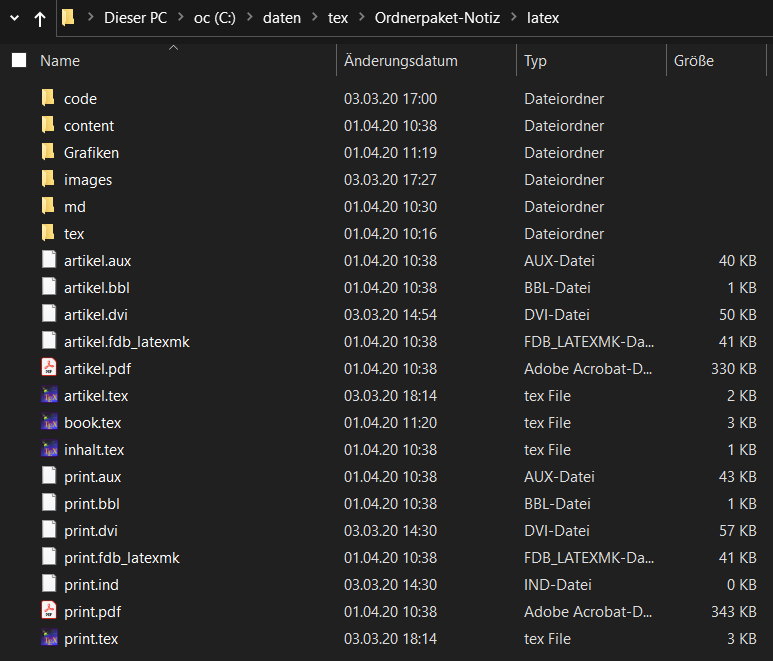 Dieser PC > oc (C:) > daten > tex > Ordnerpaket-Notiz > latex
Name Änderungsdatum Typ Größe
code 03.03.20 17:00 Dateiordner
content 01.04.20 10:38 Dateiordner
Grafiken 01.04.20 11:19 Dateiordner
images 03.03.20 17:27 Dateiordner
md 01.04.20 10:30 Dateiordner
tex 01.04.20 10:16 Dateiordner
artikel.aux 01.04.20 10:38 AUX-Datei 40 KB
artikel.bbl 01.04.20 10:38 BBL-Datei 1 KB
artikel.dvi 03.03.20 14:54 DVI-Datei 50 KB
artikel.fdb_latexmk 01.04.20 10:38 FDB_LATEXMK-Da... 41 KB
artikel.pdf 01.04.20 10:38 Adobe Acrobat-D... 330 KB
artikel.tex 03.03.20 18:14 tex File 2 KB
book.tex 01.04.20 11:20 tex File 3 KB
inhalt.tex 01.04.20 10:38 tex File 1 KB
print.aux 01.04.20 10:38 AUX-Datei 43 KB
print.bbl 01.04.20 10:38 BBL-Datei 1 KB
print.dvi 03.03.20 14:30 DVI-Datei 57 KB
print.fdb_latexmk 01.04.20 10:38 FDB_LATEXMK-Da... 41 KB
print.ind 03.03.20 14:30 IND-Datei 0 KB
print.pdf 01.04.20 10:38 Adobe Acrobat-D... 343 KB
print.tex 03.03.20 18:14 tex File 3 KB